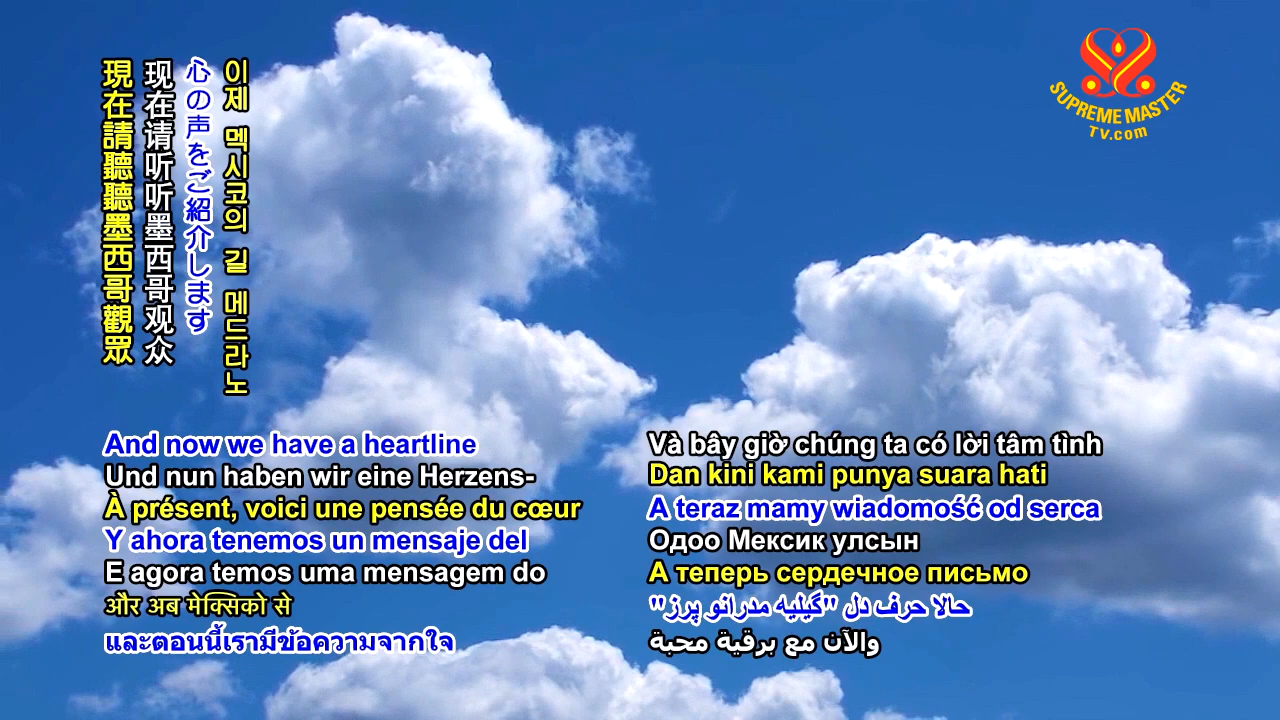 現在請聽聽墨西哥觀眾
现在请听听墨西哥观众
心の声をご紹介します
이제 멕시코의 길 메드라노
SUPREME MASTER
TV.com
And now we have a heartline
Und nun haben wir eine Herzens-
À présent, voici une pensée du cœur
Y ahora tenemos un mensaje del
E agora temos uma mensagem do
और अब मेक्सिको से
และตอนนี้เรามีข้อความจากใจ
Và bây giờ chúng ta có lời tâm tình
Dan kini kami punya suara hati
A teraz mamy wiadomość od serca
Одоо Мексик улсын
А теперь сердечное письмо
حالا حرف دل "گیلیه مدرانو پرز"
والآن مع برقية محبة